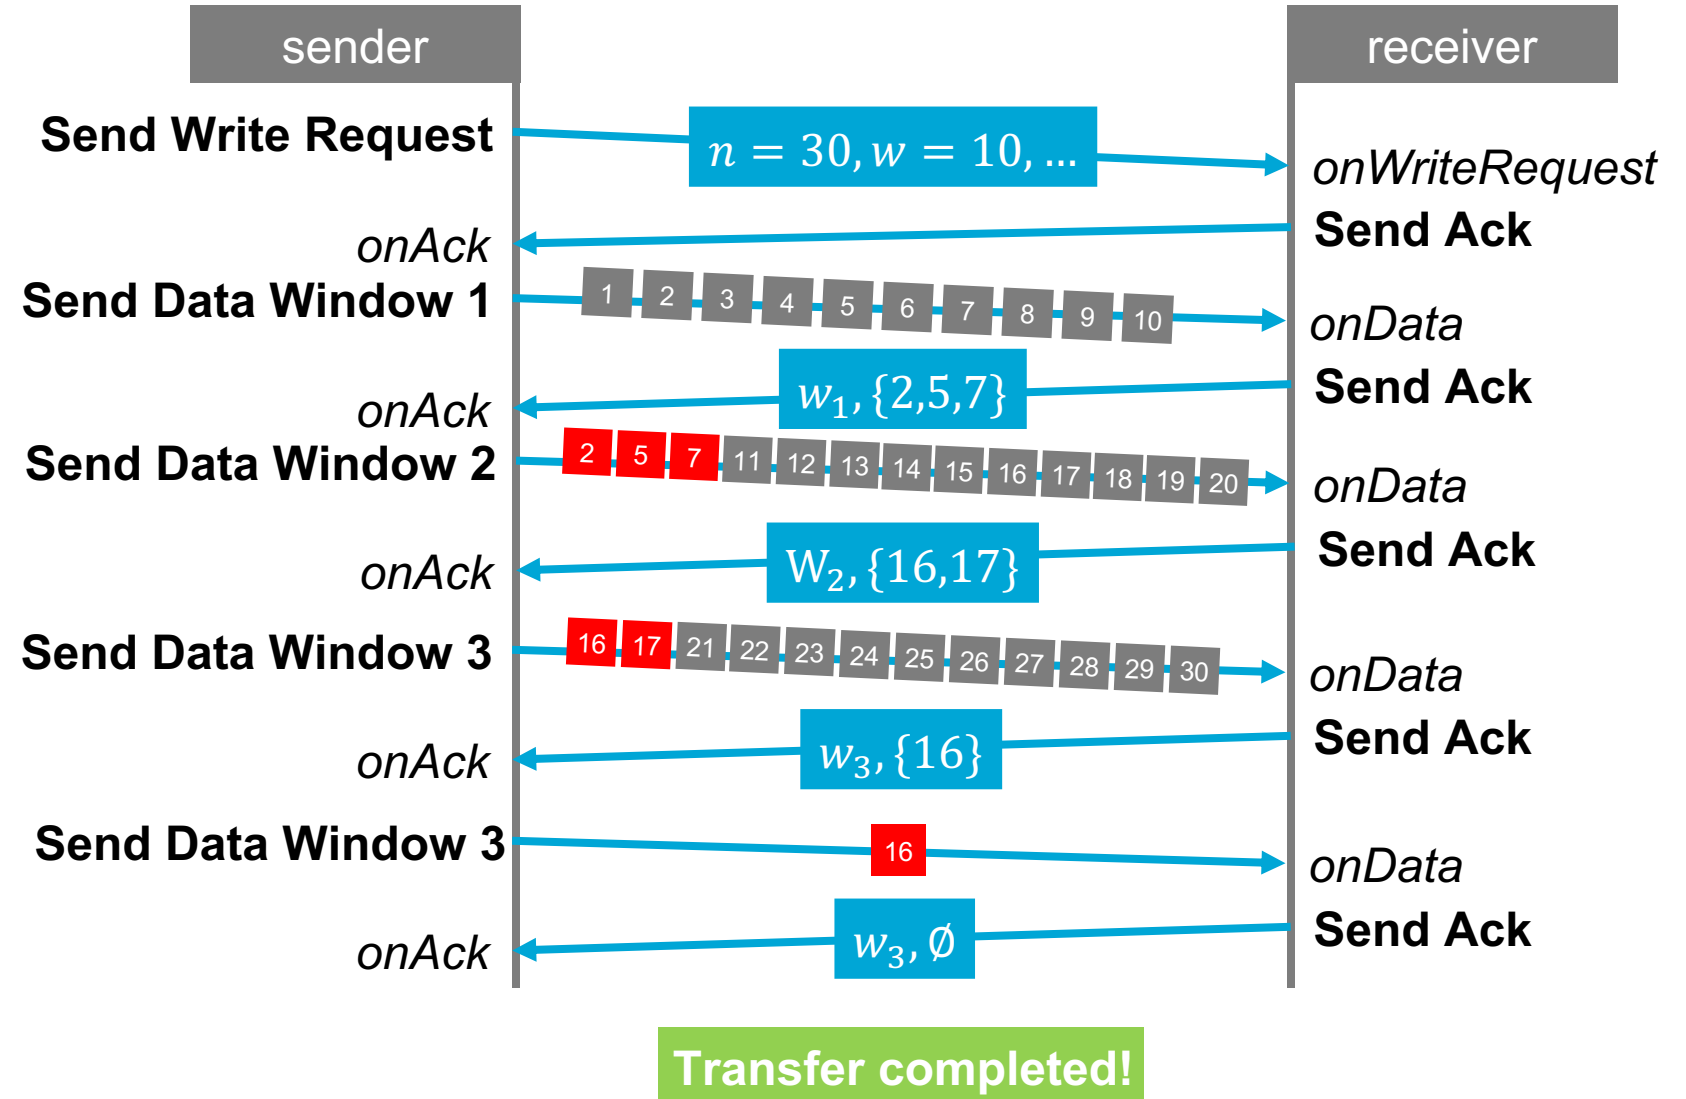 sender
receiver
Send Write Request
n = 30, w = 10, ...
onWriteRequest
Send Ack
onAck
Send Data Window 1
1 2 3 4 5 6 7 8 9 10
onData
Send Ack
w₁, {2,5,7}
onAck
Send Data Window 2
2 5 7 11 12 13 14 15 16 17 18 19 20
onData
Send Ack
W₂, {16,17}
onAck
Send Data Window 3
16 17 21 22 23 24 25 26 27 28 29 30
onData
Send Ack
w₃, {16}
onAck
Send Data Window 3
16
onData
Send Ack
w₃, ∅
onAck
Transfer completed!